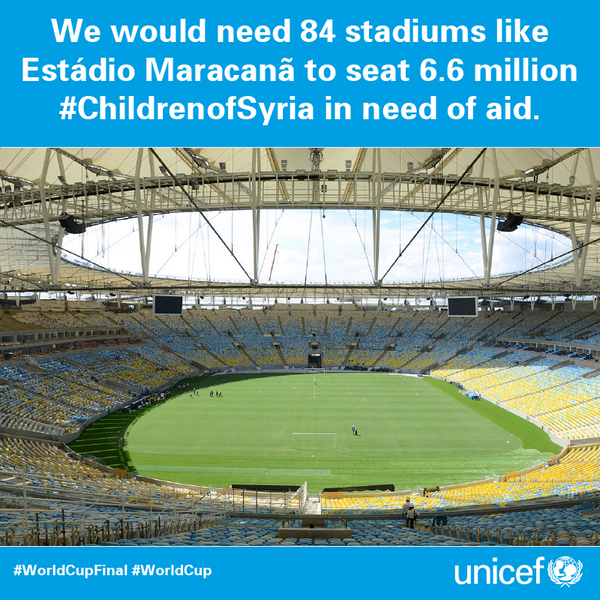 We would need 84 stadiums like
Estádio Maracanã to seat 6.6 million
#ChildrenofSyria in need of aid.
#WorldCupFinal #WorldCup
unicef